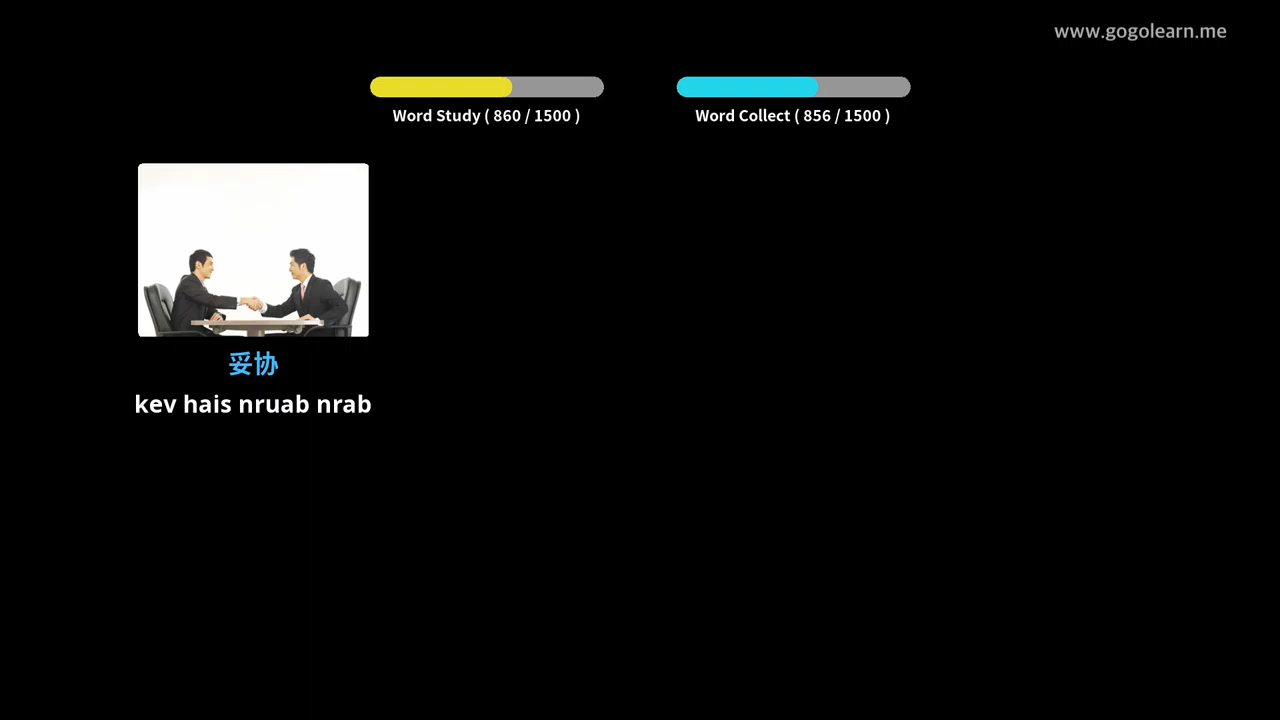 www.gogolearn.me
Word Study ( 860 / 1500 )
Word Collect ( 856 / 1500 )
妥协
kev hais nruab nrab